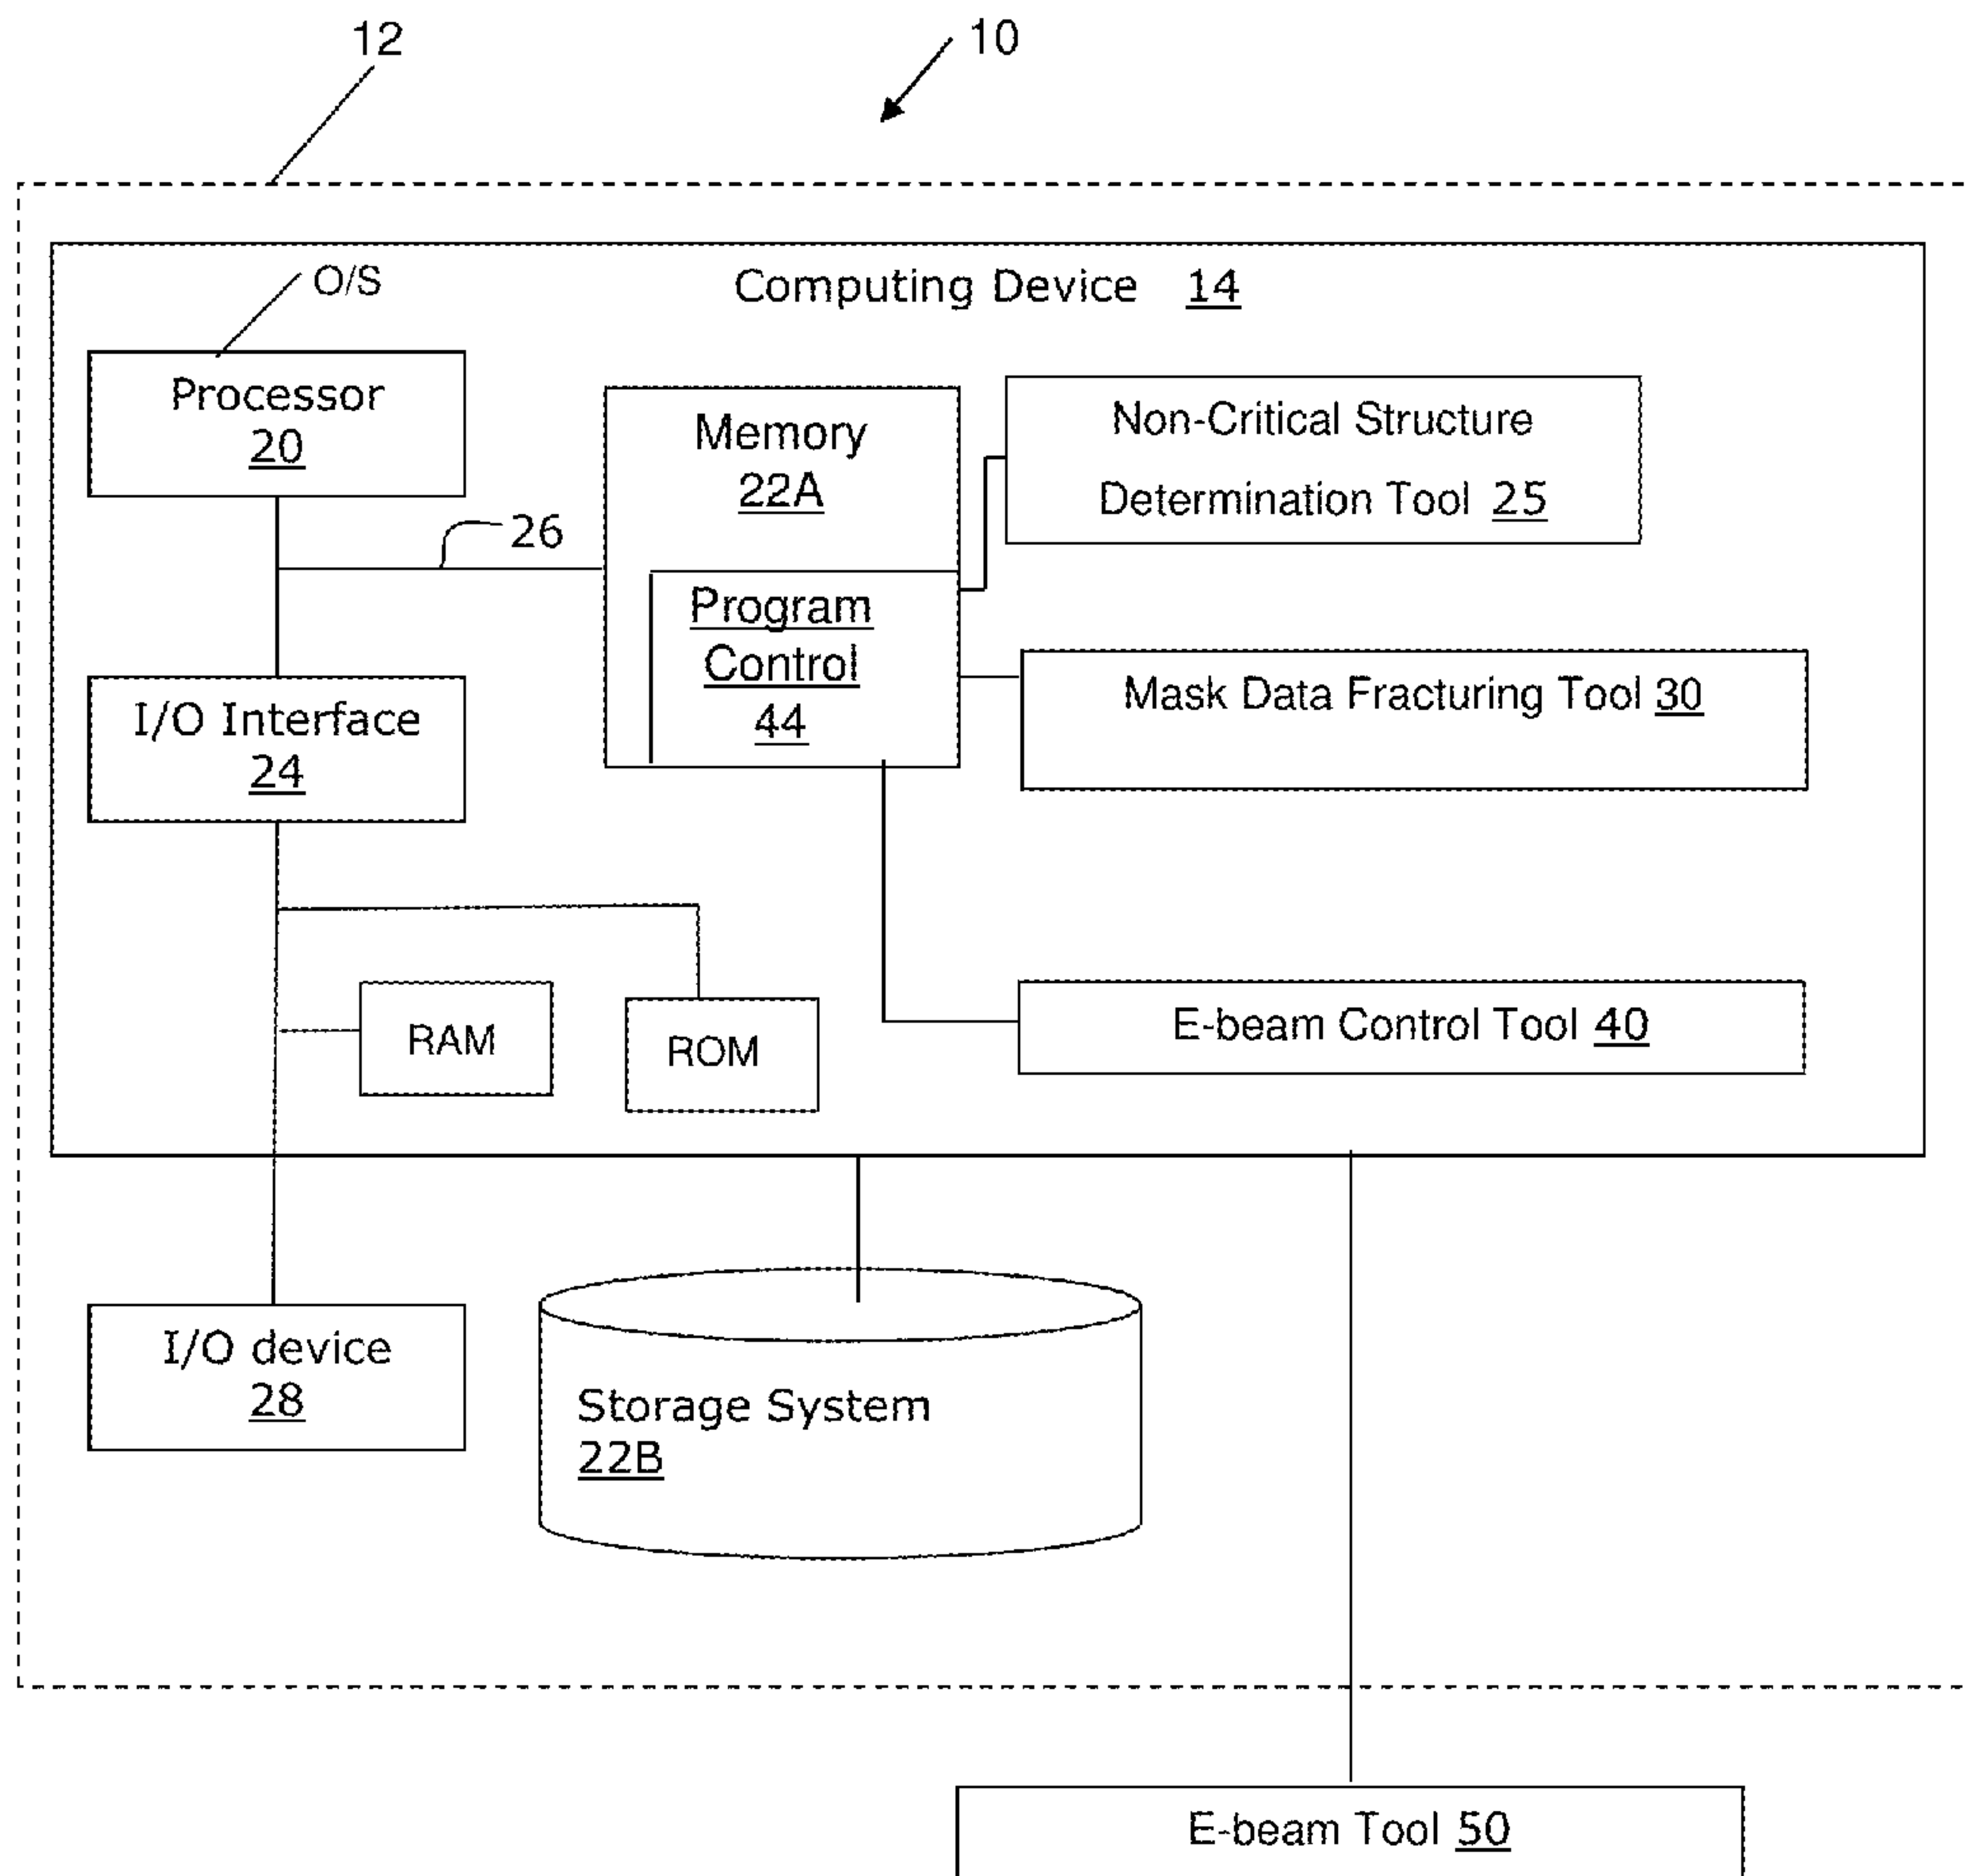 12
10
O/S
Computing Device 14
Processor
20
Memory
22A
Non-Critical Structure
Determination Tool 25
26
Program
Control
44
I/O Interface
24
Mask Data Fracturing Tool 30
RAM
ROM
E-beam Control Tool 40
I/O device
28
Storage System
22B
E-beam Tool 50